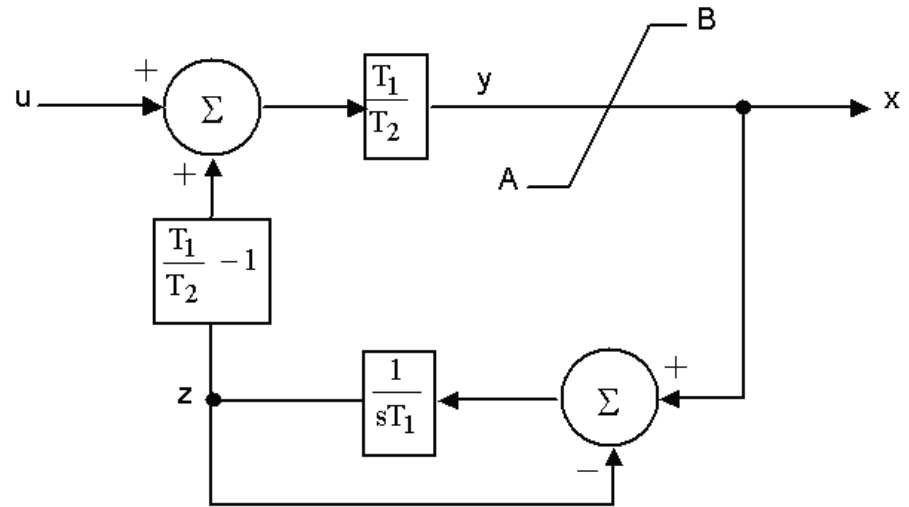 B
+
u
Σ
T1
T2
y
x
+
A
T1
T2
− 1
+
z
1
sT1
Σ
−